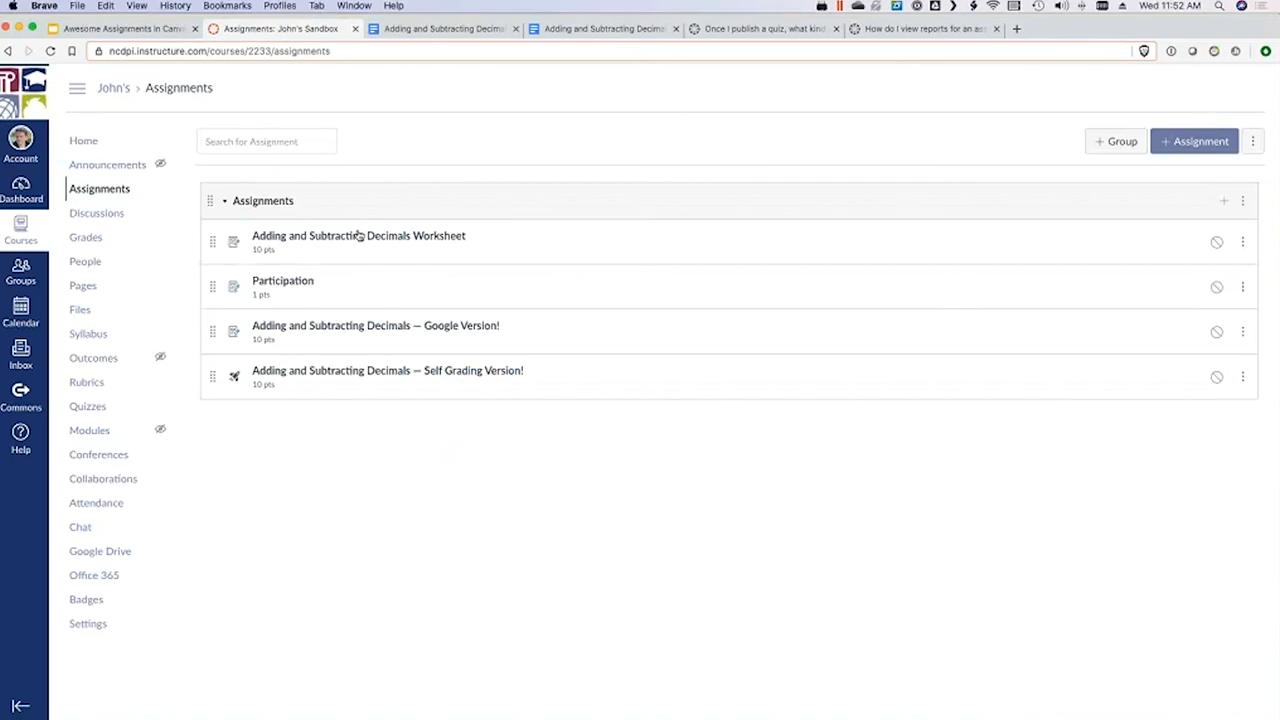 Brave File Edit View History Bookmarks Profiles Tab Window Help Wed 11:52 AM
Awesome Assignments in Canva
Assignments: John's Sandbox
Adding and Subtracting Decima
Adding and Subtracting Decima
Once I publish a quiz, what kind
How do I view reports for an ass
ncdpi.instructure.com/courses/2233/assignments
John's › Assignments
Account
Dashboard
Courses
Groups
Calendar
Inbox
Commons
Help
Home
Announcements
Assignments
Discussions
Grades
People
Pages
Files
Syllabus
Outcomes
Rubrics
Quizzes
Modules
Conferences
Collaborations
Attendance
Chat
Google Drive
Office 365
Badges
Settings
Search for Assignment
+ Group
+ Assignment
Assignments
Adding and Subtracting Decimals Worksheet
10 pts
Participation
1 pts
Adding and Subtracting Decimals – Google Version!
10 pts
Adding and Subtracting Decimals – Self Grading Version!
10 pts